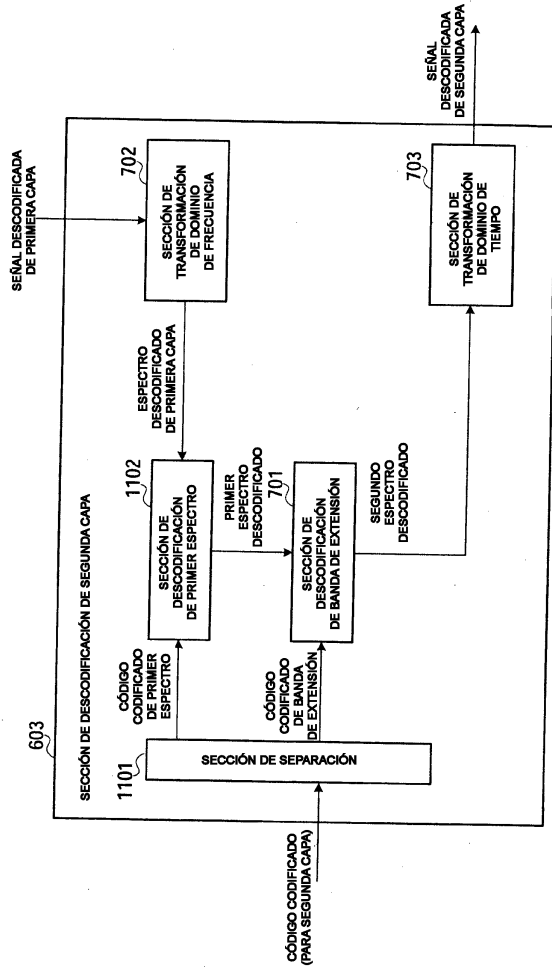 603
SECCIÓN DE DESCODIFICACIÓN DE SEGUNDA CAPA
SEÑAL DESCODIFICADA
DE PRIMERA CAPA
702
SECCIÓN DE
TRANSFORMACIÓN
DE DOMINIO
DE FRECUENCIA
ESPECTRO
DESCODIFICADO
DE PRIMERA CAPA
1102
SECCIÓN DE
DESCODIFICACIÓN
DE PRIMER ESPECTRO
CÓDIGO
CODIFICADO
DE PRIMER
ESPECTRO
1101
SECCIÓN DE SEPARACIÓN
CÓDIGO CODIFICADO
(PARA SEGUNDA CAPA)
CÓDIGO
CODIFICADO
DE BANDA
DE EXTENSIÓN
PRIMER
ESPECTRO
DESCODIFICADO
701
SECCIÓN DE
DESCODIFICACIÓN
DE BANDA DE EXTENSIÓN
SEGUNDO
ESPECTRO
DESCODIFICADO
703
SECCIÓN DE
TRANSFORMACIÓN
DE DOMINIO DE
TIEMPO
SEÑAL
DESCODIFICADA
DE SEGUNDA CAPA